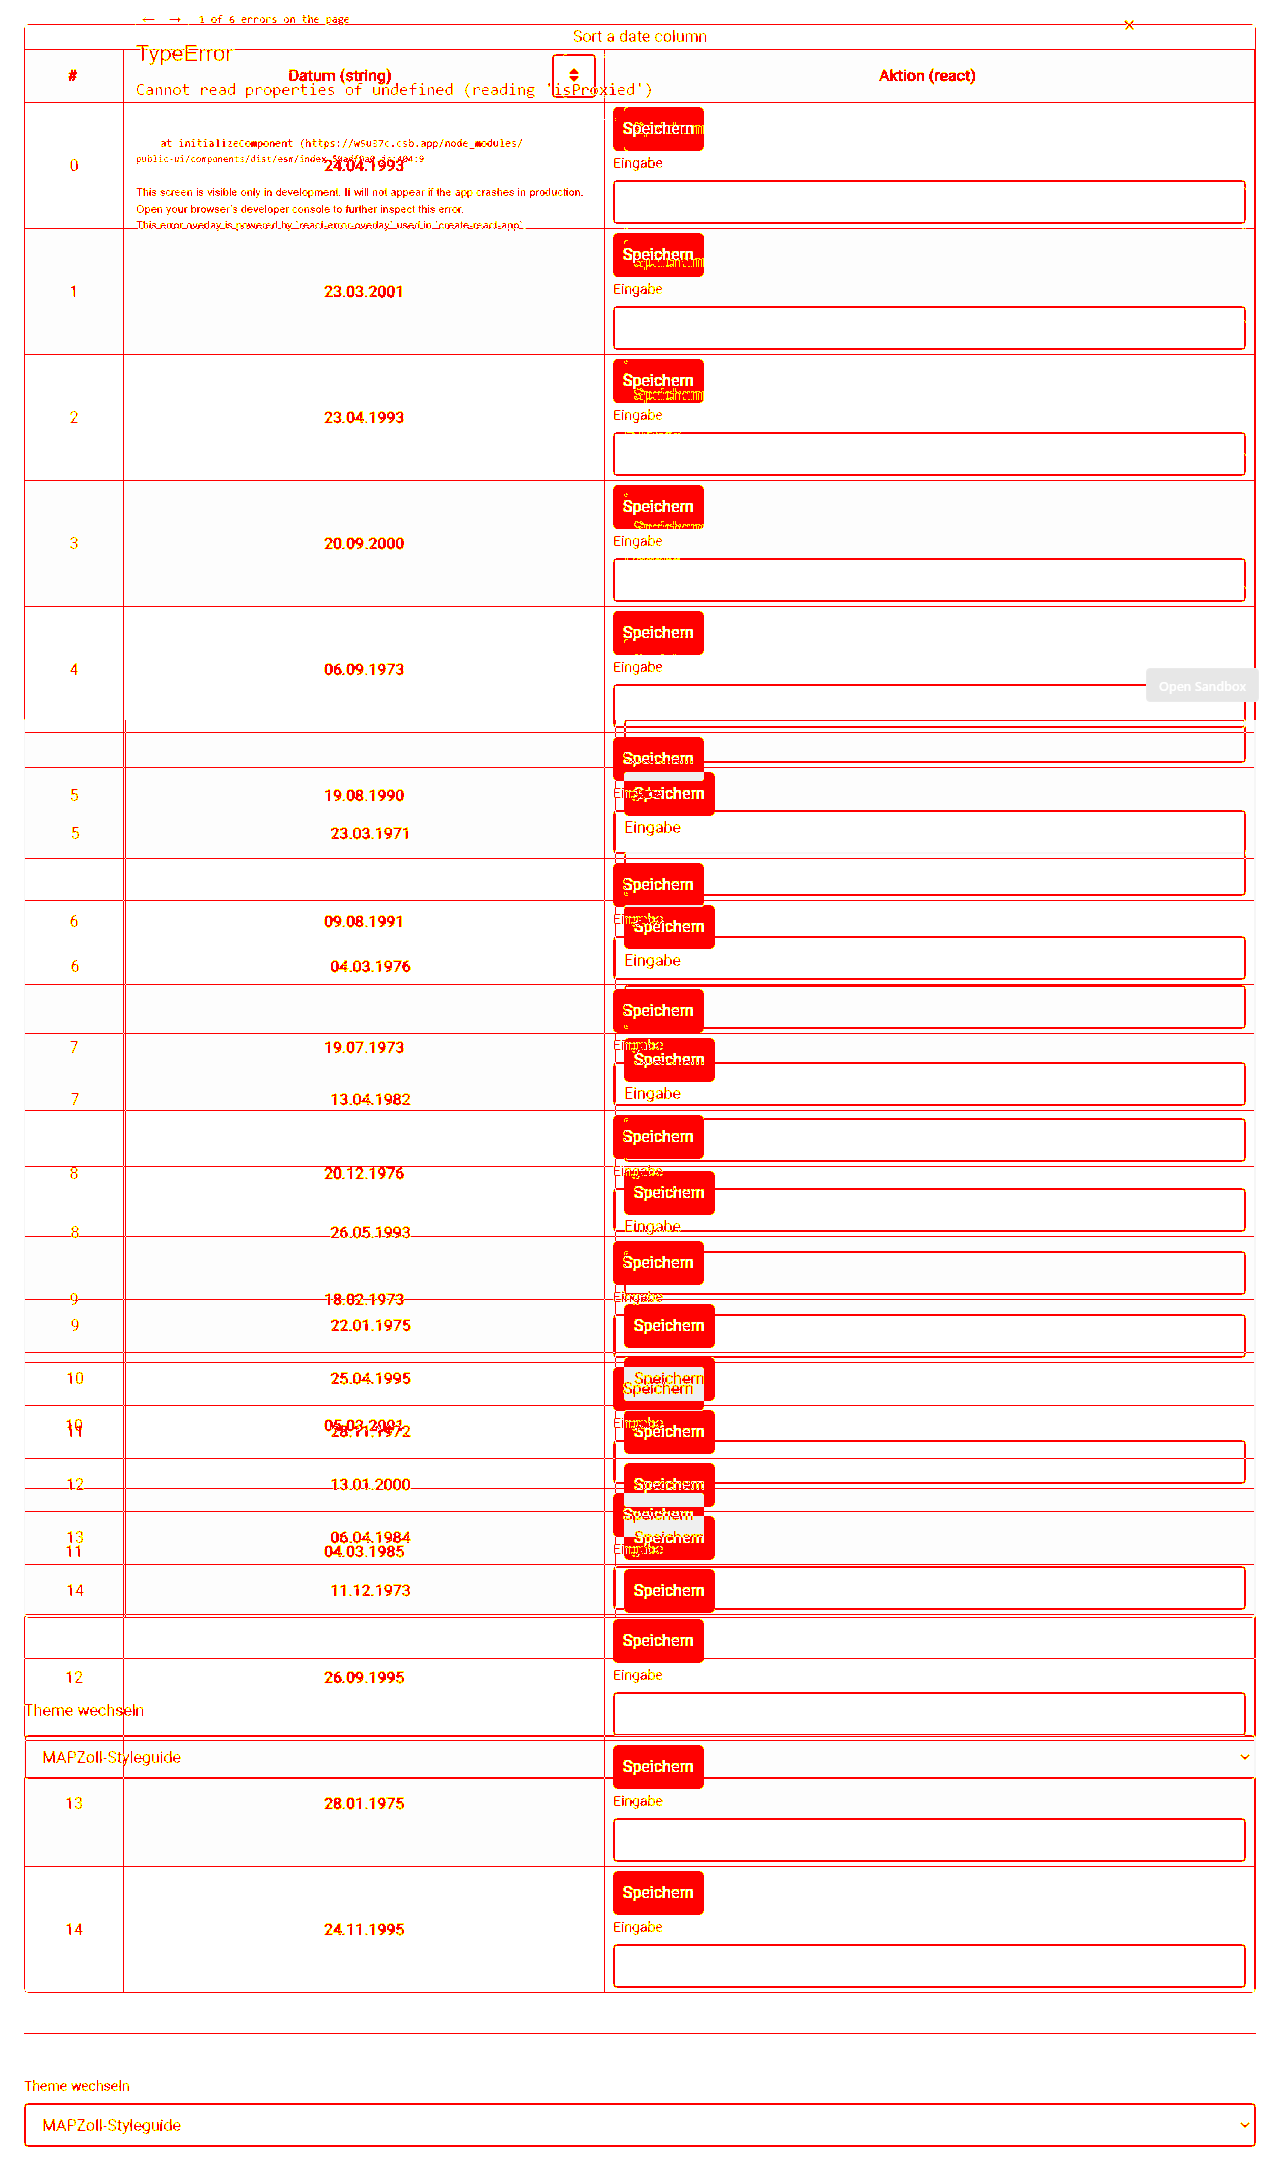 ← → 1 of 6 errors on the page ×
Sort a date column
TypeError
# Datum (string) Aktion (react)
Cannot read properties of undefined (reading 'isProxied')
Speichern
at initializeComponent
public-ui/components/dist/esm/index
0 24.04.1993 Eingabe
This screen is visible only in development. It will not appear if the app crashes in production.
Open your browser's developer console to further inspect this error.
This error overlay is powered by `react-error-overlay` used in `create-react-app`.
Speichern
1 23.03.2001 Eingabe
Speichern
2 23.04.1993 Eingabe
Speichern
3 20.09.2000 Eingabe
Speichern
4 06.09.1973 Eingabe
Open Sandbox
Speichern
5 19.08.1990 Speichern
5 23.03.1971 Eingabe
Speichern
6 09.08.1991 Speichern
6 04.03.1976 Eingabe
Speichern
7 19.07.1973 Speichern
7 13.04.1982 Eingabe
Speichern
8 20.12.1976 Speichern
8 26.05.1993 Eingabe
Speichern
9 18.02.1973 Eingabe
9 22.01.1975 Speichern
10 25.04.1995 Speichern
Speichern
10 05.03.2001
11 28.11.1972 Speichern
12 13.01.2000 Speichern
Speichern
13 06.04.1984 Speichern
11 04.03.1985 Eingabe
14 11.12.1973 Speichern
Speichern
12 26.09.1995 Eingabe
Theme wechseln
MAPZoll-Styleguide
Speichern
13 28.01.1975 Eingabe
Speichern
14 24.11.1995 Eingabe
Theme wechseln
MAPZoll-Styleguide